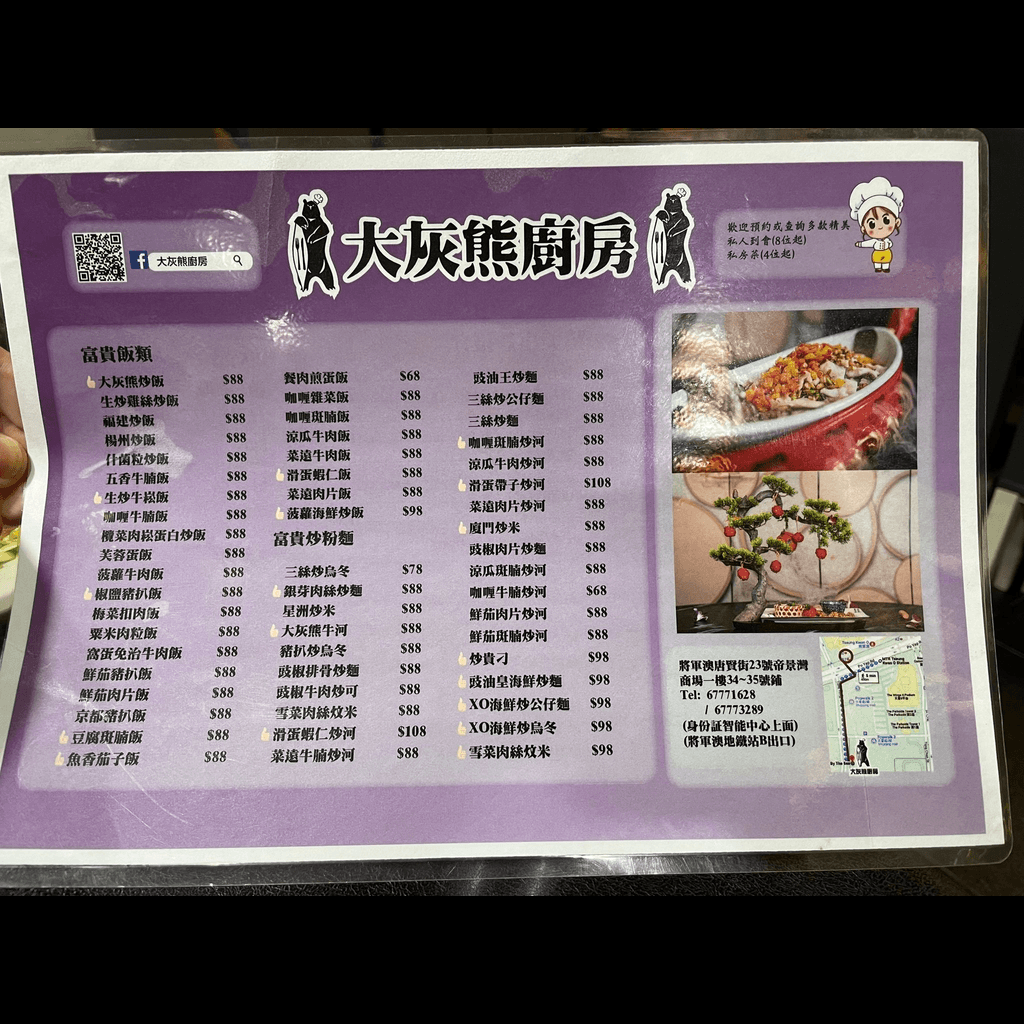 大灰熊廚房
大灰熊廚房
歡迎預約或查詢多款精美
私人到會(8位起)
私房菜(4位起)
富貴飯類
大灰熊炒飯 $88
生炒雞絲炒飯 $88
福建炒飯 $88
楊州炒飯 $88
什菌粒炒飯 $88
五香牛腩飯 $88
生炒牛崧飯 $88
咖喱牛腩飯 $88
欖菜肉崧蛋白炒飯 $88
芙蓉蛋飯 $88
菠蘿牛肉飯 $88
椒鹽豬扒飯 $88
梅菜扣肉飯 $88
粟米肉粒飯 $88
窩蛋免治牛肉飯 $88
鮮茄豬扒飯 $88
鮮茄肉片飯 $88
京都豬扒飯 $88
豆腐斑腩飯 $88
魚香茄子飯 $88
餐肉煎蛋飯 $68
咖喱雜菜飯 $88
咖喱斑腩飯 $88
涼瓜牛肉飯 $88
菜遠牛肉飯 $88
滑蛋蝦仁飯 $88
菜遠肉片飯 $88
菠蘿海鮮炒飯 $98
富貴炒粉麵
三絲炒烏冬 $78
銀芽肉絲炒麵 $88
星洲炒米 $88
大灰熊牛河 $88
豬扒炒烏冬 $88
豉椒排骨炒麵 $88
豉椒牛肉炒可 $88
雪菜肉絲炆米 $88
滑蛋蝦仁炒河 $108
菜遠牛腩炒河 $88
豉油王炒麵 $88
三絲炒公仔麵 $88
三絲炒麵 $88
咖喱斑腩炒河 $88
涼瓜牛肉炒河 $88
滑蛋帶子炒河 $108
菜遠肉片炒河 $88
廈門炒米 $88
豉椒肉片炒麵 $88
涼瓜斑腩炒河 $88
咖喱牛腩炒河 $68
鮮茄肉片炒河 $88
鮮茄斑腩炒河 $88
炒貴刁 $98
豉油皇海鮮炒麵 $98
XO海鮮炒公仔麵 $98
XO海鮮炒烏冬 $98
雪菜肉絲炆米 $98
將軍澳唐賢街23號帝景灣
商場一樓34~35號鋪
Tel: 67771628
/ 67773289
(身份証智能中心上面)
(將軍澳地鐵站B出口)
大灰熊廚房